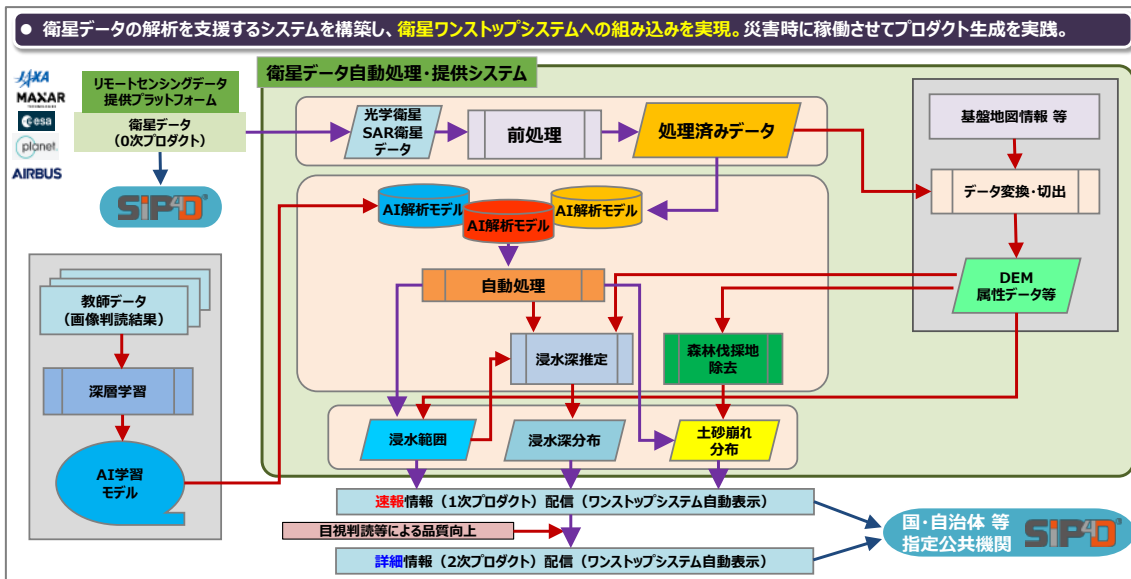 ● 衛星データの解析を支援するシステムを構築し、衛星ワンストップシステムへの組み込みを実現。災害時に稼働させてプロダクト生成を実践。
JAXA
MAXAR
esa
planet.
AIRBUS
リモートセンシングデータ
提供プラットフォーム
衛星データ
（0次プロダクト）
SIP4D
衛星データ自動処理・提供システム
光学衛星
SAR衛星
データ
前処理
処理済みデータ
基盤地図情報 等
データ変換・切出
DEM
属性データ等
AI解析モデル
AI解析モデル
AI解析モデル
自動処理
浸水深推定
森林伐採地
除去
教師データ
（画像判読結果）
深層学習
AI学習
モデル
浸水範囲
浸水深分布
土砂崩れ
分布
速報情報（1次プロダクト）配信（ワンストップシステム自動表示）
目視判読等による品質向上
詳細情報（2次プロダクト）配信（ワンストップシステム自動表示）
国・自治体 等
指定公共機関
SIP4D